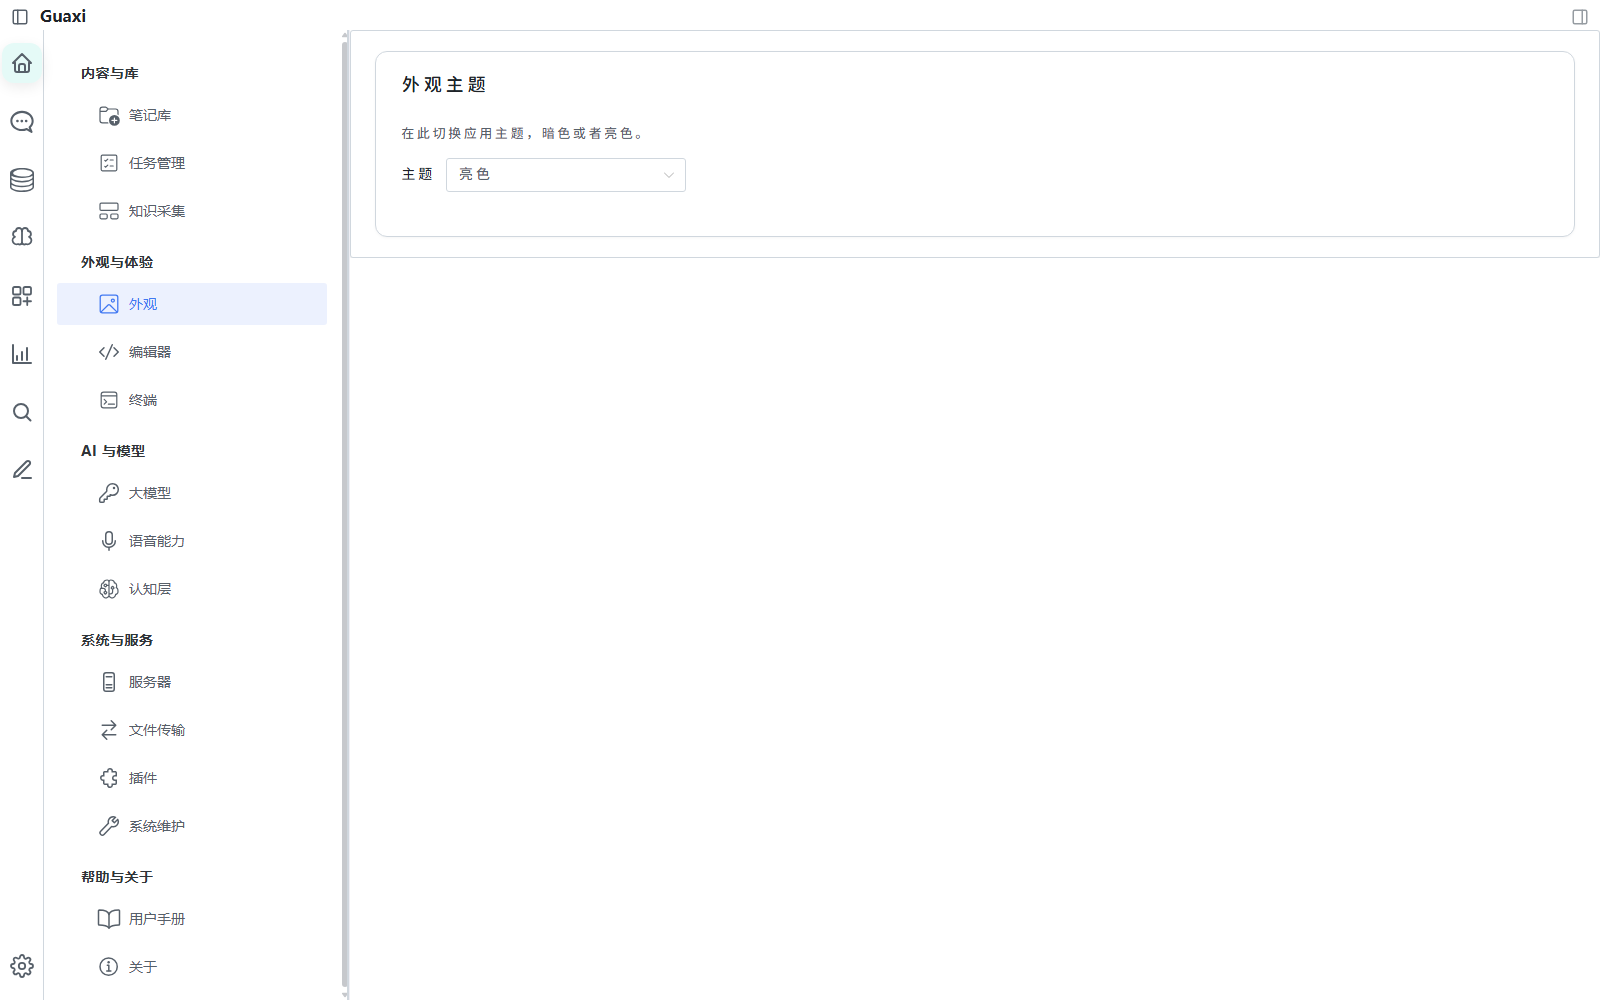 Guaxi
内容与库
笔记库
任务管理
知识采集
外观与体验
外观
编辑器
终端
AI 与模型
大模型
语音能力
认知层
系统与服务
服务器
文件传输
插件
系统维护
帮助与关于
用户手册
关于
外观主题
在此切换应用主题，暗色或者亮色。
主题 亮色